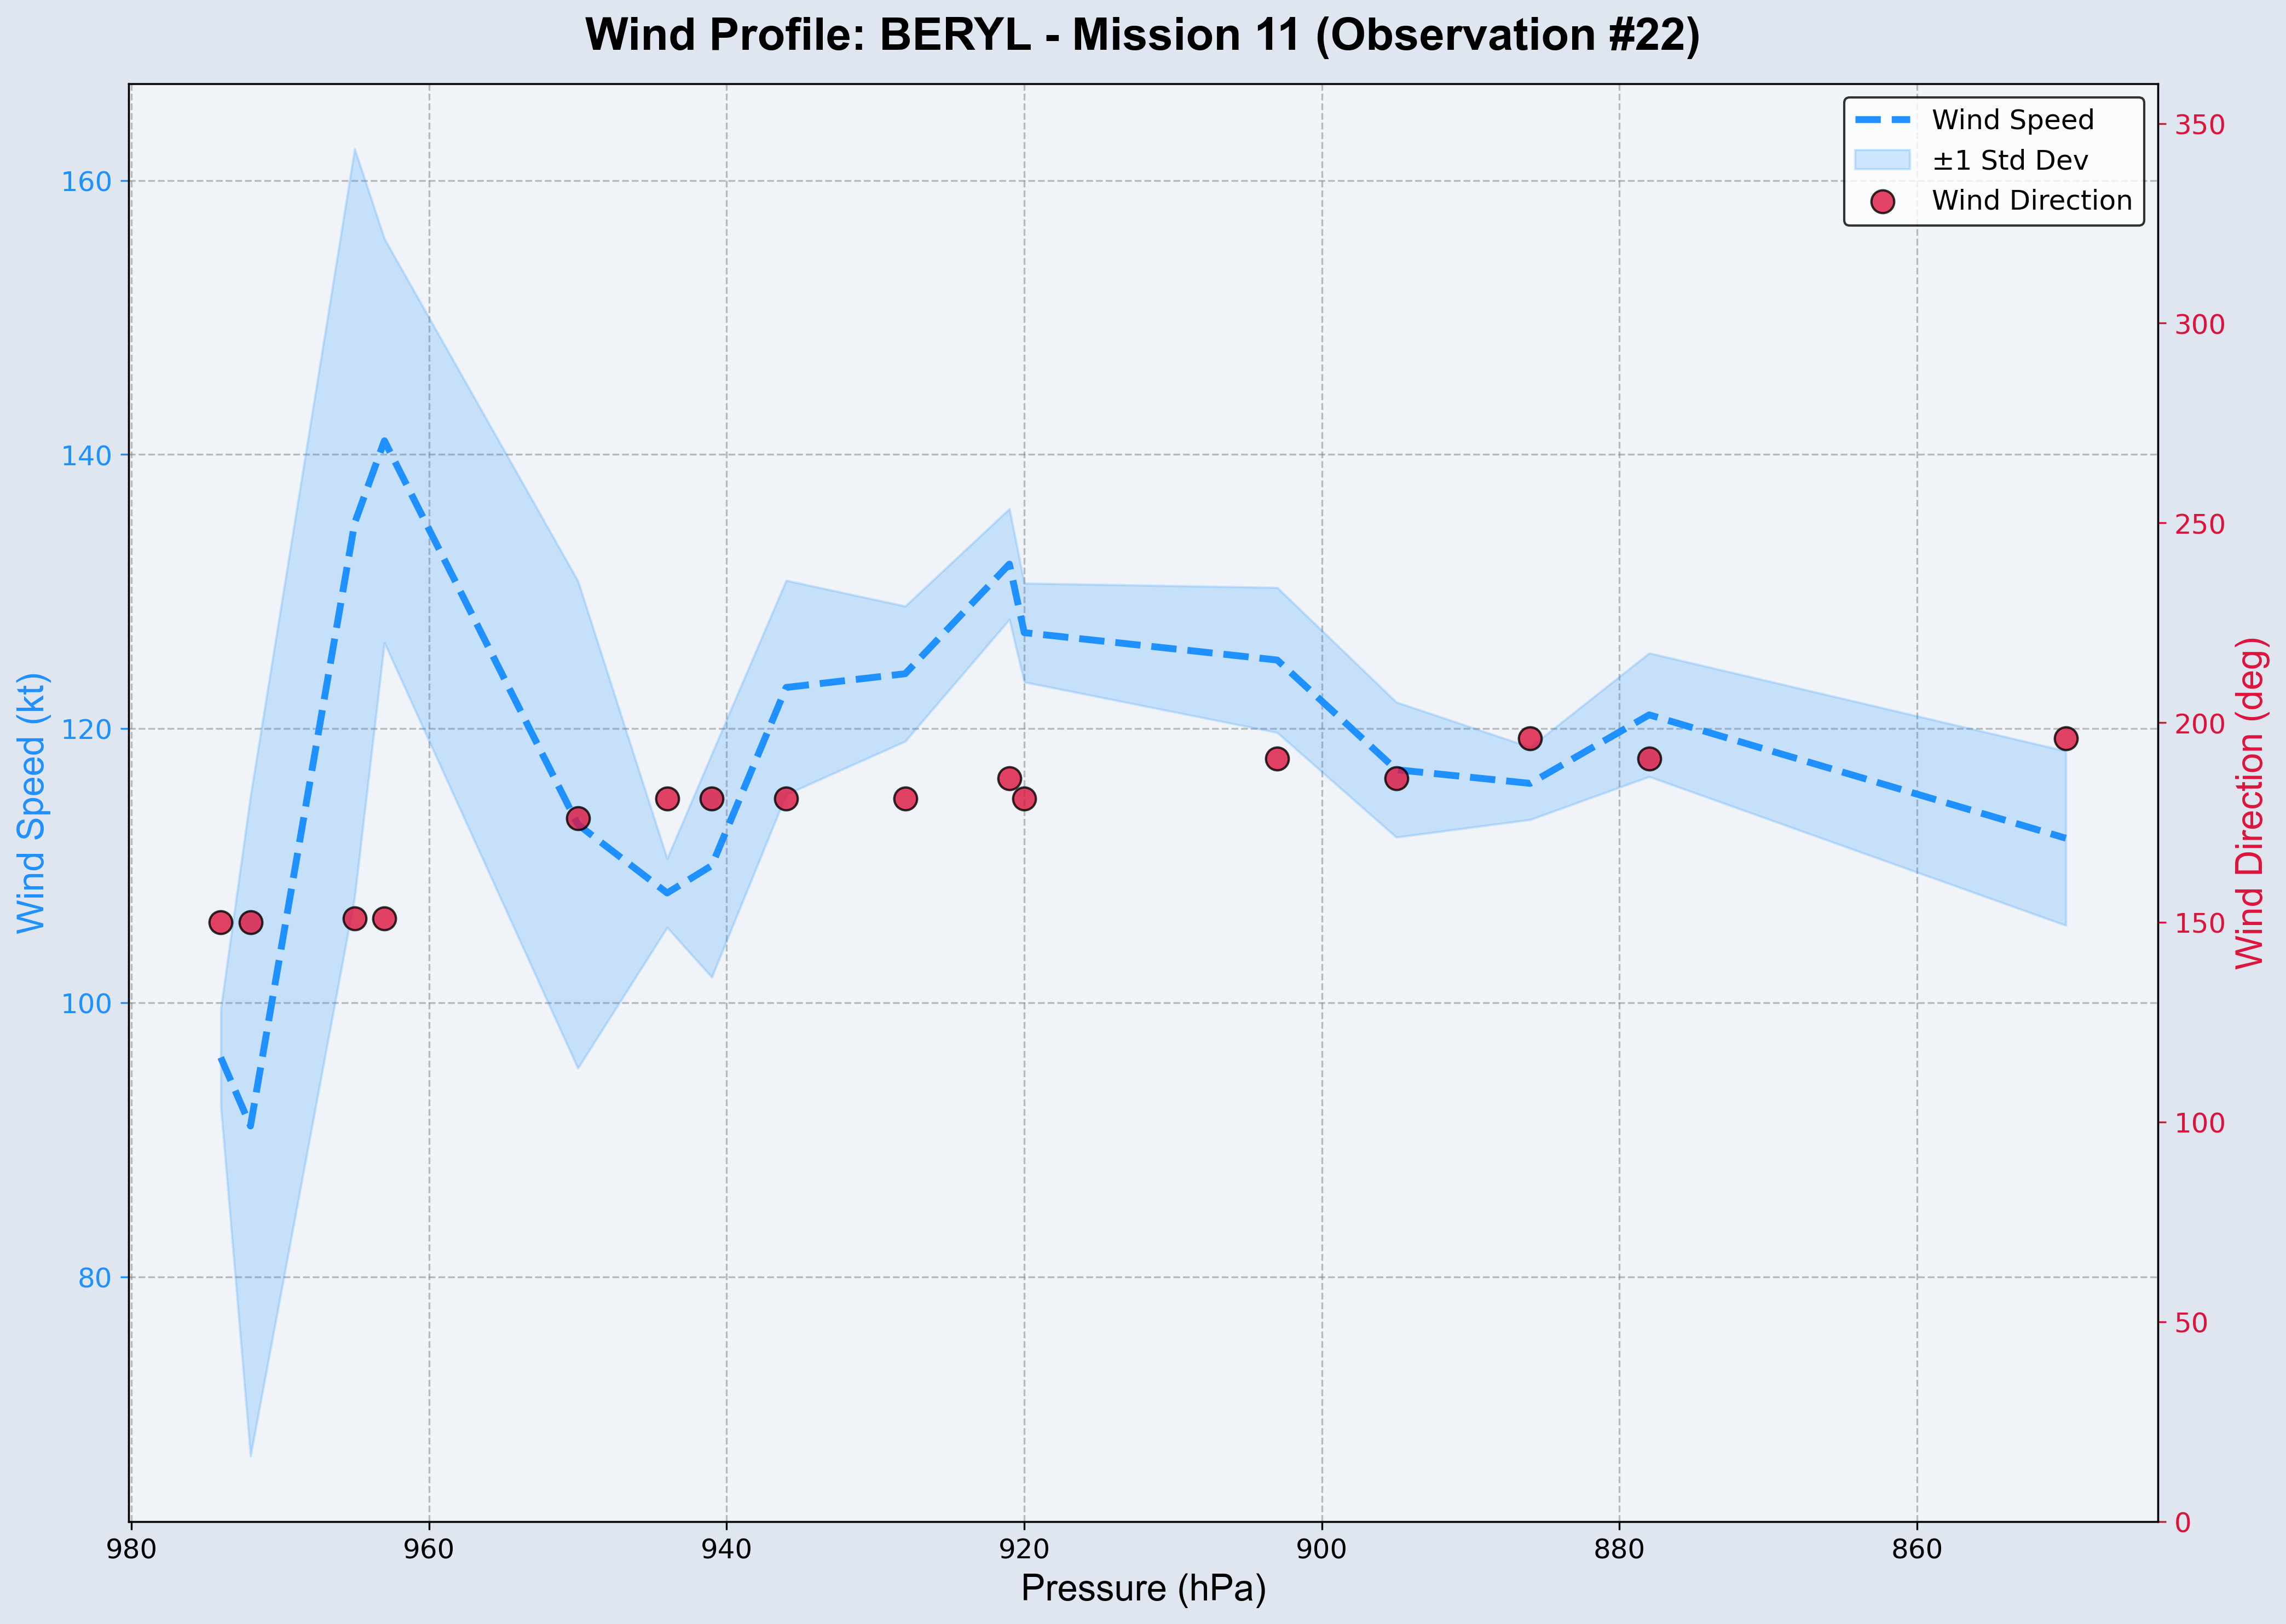 Wind Profile: BERYL - Mission 11 (Observation #22)
Wind Speed
±1 Std Dev
Wind Direction
Wind Speed (kt)
160
140
120
100
80
350
300
250
200
150
100
50
0
Wind Direction (deg)
980 960 940 920 900 880 860
Pressure (hPa)